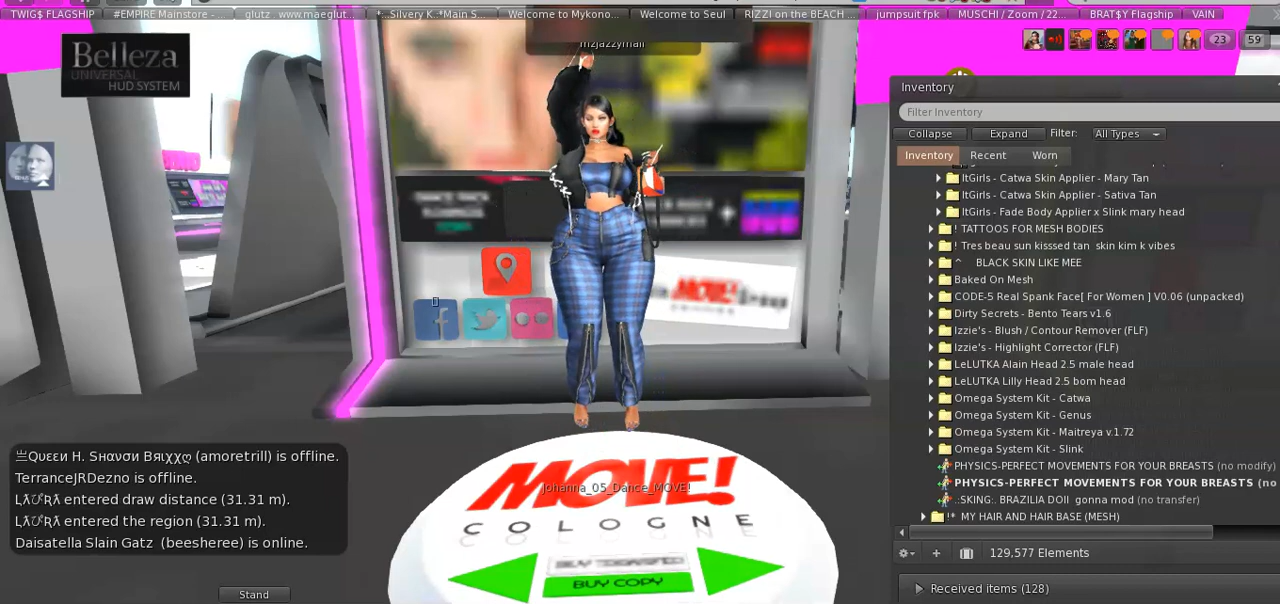 TWIG$ FLAGSHIP
#EMPIRE Mainstore - ...
glutz _www.maeglut...
*...Silvery K..*Main S...
Welcome to Mykono...
Welcome to Seul
RIZZI on the BEACH ...
jumpsuit fpk
MUSCHI / Zoom / 22...
BRAT$Y Flagship
VAIN
Belleza
UNIVERSAL
HUD SYSTEM
mzjazzymali
23
59
Inventory
Filter Inventory
Collapse
Expand
Filter:
All Types
Inventory
Recent
Worn
ItGirls - Catwa Skin Applier - Mary Tan
ItGirls - Catwa Skin Applier - Sativa Tan
ItGirls - Fade Body Applier x Slink mary head
! TATTOOS FOR MESH BODIES
! Tres beau sun kisssed tan skin kim k vibes
^ BLACK SKIN LIKE MEE
Baked On Mesh
CODE-5 Real Spank Face[ For Women ] V0.06 (unpacked)
Dirty Secrets - Bento Tears v1.6
Izzie's - Blush / Contour Remover (FLF)
Izzie's - Highlight Corrector (FLF)
LeLUTKA Alain Head 2.5 male head
LeLUTKA Lilly Head 2.5 bom head
Omega System Kit - Catwa
Omega System Kit - Genus
Omega System Kit - Maitreya v.1.72
Omega System Kit - Slink
PHYSICS-PERFECT MOVEMENTS FOR YOUR BREASTS (no modify)
PHYSICS-PERFECT MOVEMENTS FOR YOUR BREASTS (no
.:SKING:. BRAZILIA DOll gonna mod (no transfer)
!* MY HAIR AND HAIR BASE (MESH)
129,577 Elements
Received items (128)
MOVE!
(amoretrill) is offline.
TerranceJRDezno is offline.
entered draw distance (31.31 m).
entered the region (31.31 m).
Daisatella Slain Gatz (beesheree) is online.
Stand
MOVE!
Johanna_05_Dance_MOVE!
COLOGNE
BUY COPY